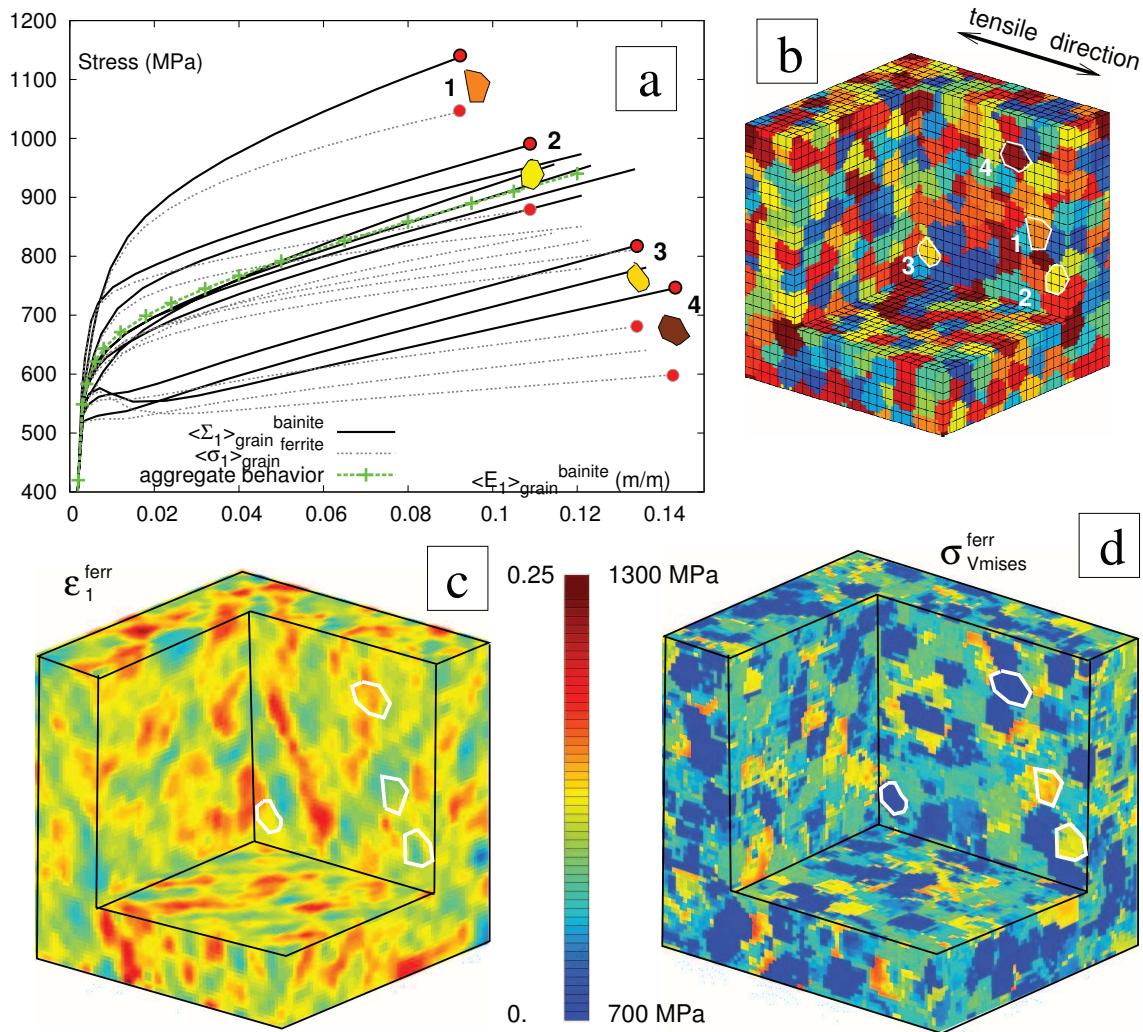 1200
1100
1000
900
800
700
600
500
400
Stress (MPa)
a
1
2
3
4
<Σ1>grain bainite
<σ1>grain ferrite
aggregate behavior
<E1>grain bainite (m/m)
0 0.02 0.04 0.06 0.08 0.1 0.12 0.14
b
tensile direction
4
1
3
2
ε1 ferr
c
0.25 1300 MPa
0. 700 MPa
σVmises ferr
d